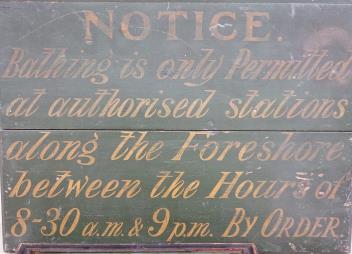 NOTICE.
Bathing is only Permitted
at authorised stations
along the Foreshore
between the Hours of
8-30 a.m. & 9 p.m. BY ORDER.